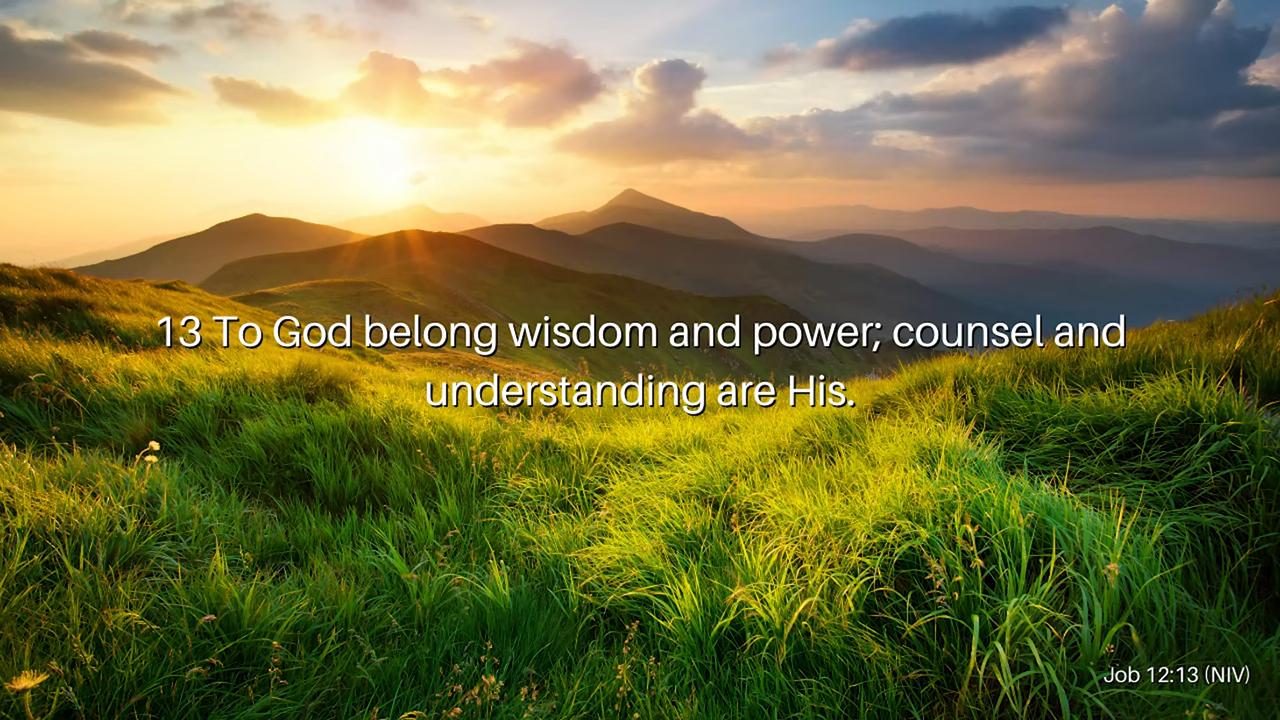 13 To God belong wisdom and power; counsel and
understanding are His.
Job 12:13 (NIV)